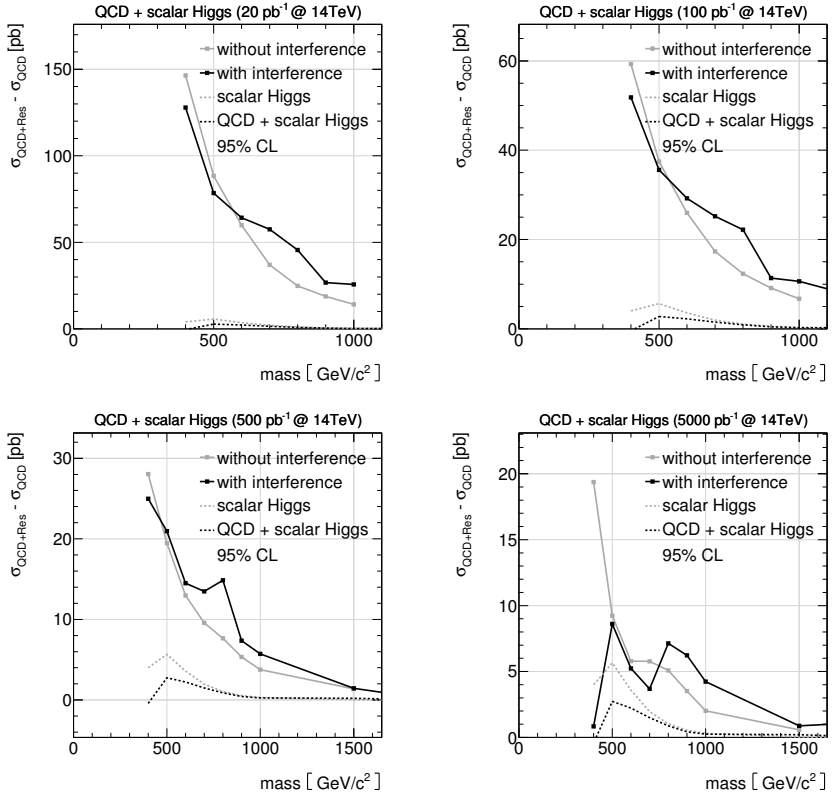 QCD + scalar Higgs (20 pb⁻¹ @ 14TeV)
σQCD+Res - σQCD [pb]
150
100
50
0
without interference
with interference
scalar Higgs
QCD + scalar Higgs
95% CL
0 500 1000
mass [ GeV/c² ]
QCD + scalar Higgs (100 pb⁻¹ @ 14TeV)
σQCD+Res - σQCD [pb]
60
40
20
0
without interference
with interference
scalar Higgs
QCD + scalar Higgs
95% CL
0 500 1000
mass [ GeV/c² ]
QCD + scalar Higgs (500 pb⁻¹ @ 14TeV)
σQCD+Res - σQCD [pb]
30
20
10
0
without interference
with interference
scalar Higgs
QCD + scalar Higgs
95% CL
0 500 1000 1500
mass [ GeV/c² ]
QCD + scalar Higgs (5000 pb⁻¹ @ 14TeV)
σQCD+Res - σQCD [pb]
20
15
10
5
0
without interference
with interference
scalar Higgs
QCD + scalar Higgs
95% CL
0 500 1000 1500
mass [ GeV/c² ]